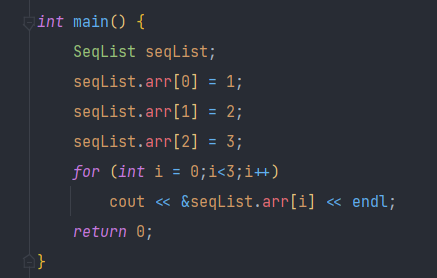 int main() {
    SeqList seqList;
    seqList.arr[0] = 1;
    seqList.arr[1] = 2;
    seqList.arr[2] = 3;
    for (int i = 0;i<3;i++)
        cout << &seqList.arr[i] << endl;
    return 0;
}